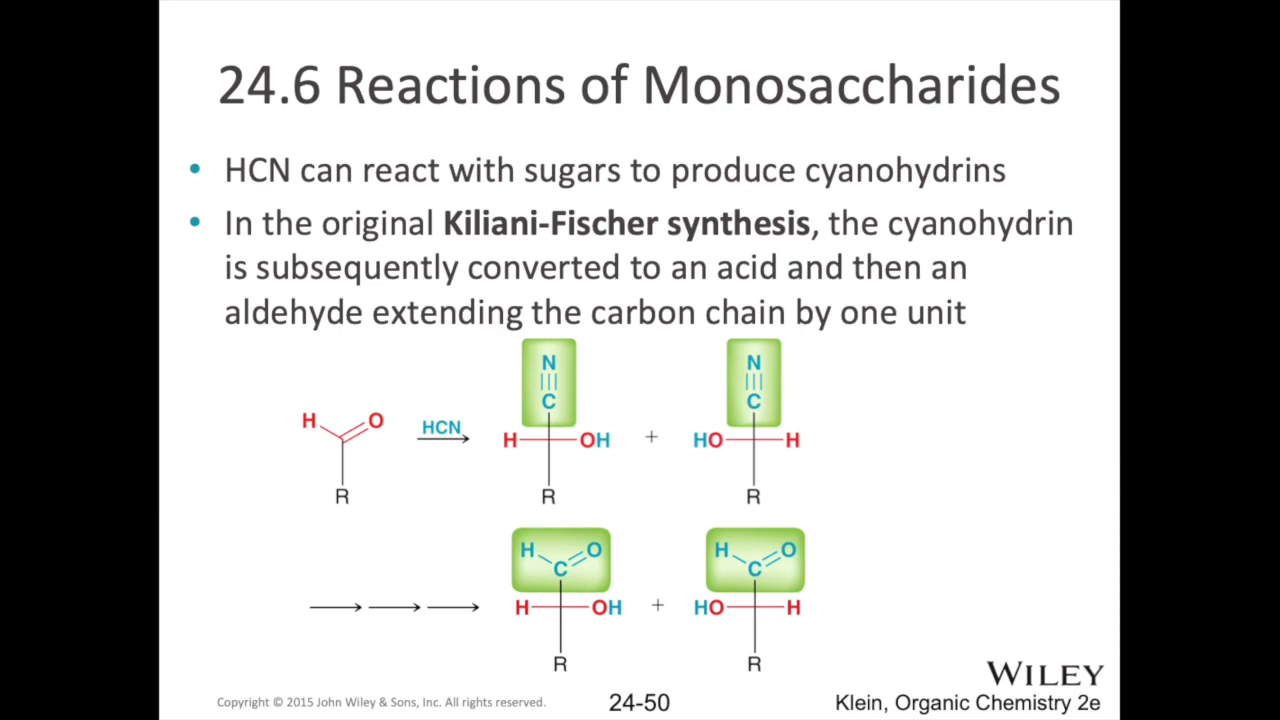 24.6 Reactions of Monosaccharides
• HCN can react with sugars to produce cyanohydrins
• In the original Kiliani-Fischer synthesis, the cyanohydrin
is subsequently converted to an acid and then an
aldehyde extending the carbon chain by one unit
N
C
H O
HCN
H OH
+
HO H
R
R
R
N
C
H O
C
H OH
+
H O
C
HO H
R
R
WILEY
Copyright © 2015 John Wiley & Sons, Inc. All rights reserved.
24-50
Klein, Organic Chemistry 2e